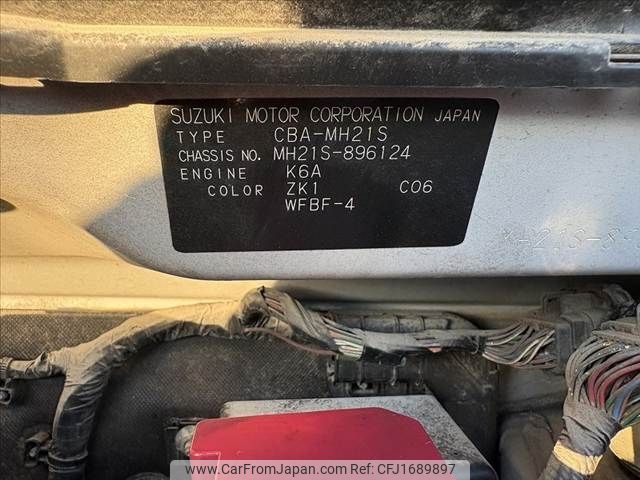 SUZUKI MOTOR CORPORATION JAPAN
TYPE CBA-MH21S
CHASSIS NO. MH21S-896124
ENGINE K6A
COLOR ZK1 C06
WFBF-4
www.CarFromJapan.com Ref: CFJ1689897